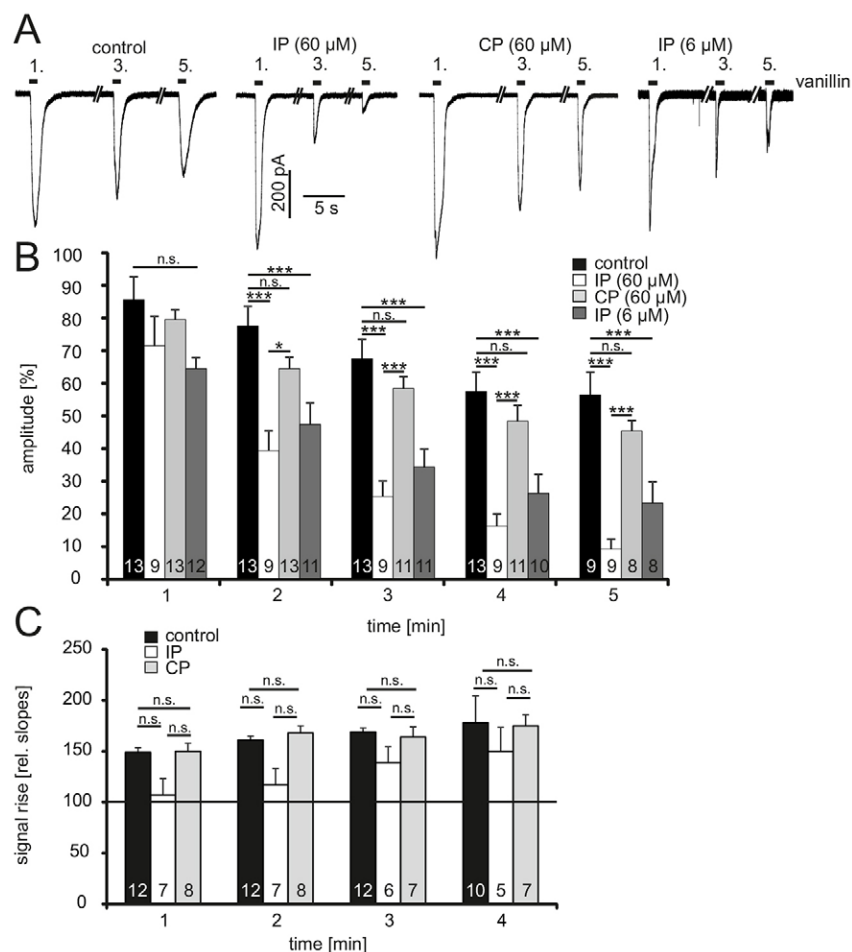 A
control
IP (60 µM)
CP (60 µM)
IP (6 µM)
1. 3. 5.
1. 3. 5.
1. 3. 5.
1. 3. 5.
vanillin
200 pA
5 s
B
amplitude [%]
100
90
80
70
60
50
40
30
20
10
0
control
IP (60 µM)
CP (60 µM)
IP (6 µM)
n.s.
***
n.s.
***
*
***
n.s.
***
***
***
n.s.
***
***
***
n.s.
***
***
13 9 13 12
13 9 13 11
13 9 11 11
13 9 11 10
9 9 8 8
1 2 3 4 5
time [min]
C
signal rise [rel. slopes]
250
200
150
100
50
0
control
IP
CP
n.s.
n.s. n.s.
n.s.
n.s. n.s.
n.s.
n.s. n.s.
n.s.
n.s. n.s.
12 7 8
12 7 8
12 6 7
10 5 7
1 2 3 4
time [min]